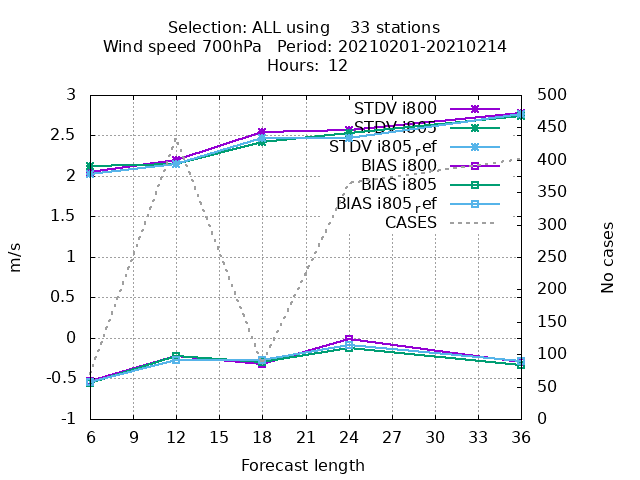 Selection: ALL using    33 stations
Wind speed 700hPa   Period: 20210201-20210214
Hours: 12
3
2.5
2
1.5
1
0.5
0
-0.5
-1
m/s
500
450
400
350
300
250
200
150
100
50
0
No cases
STDV i800
STDV i805
STDV i805ref
BIAS i800
BIAS i805
BIAS i805ref
CASES
6 9 12 15 18 21 24 27 30 33 36
Forecast length